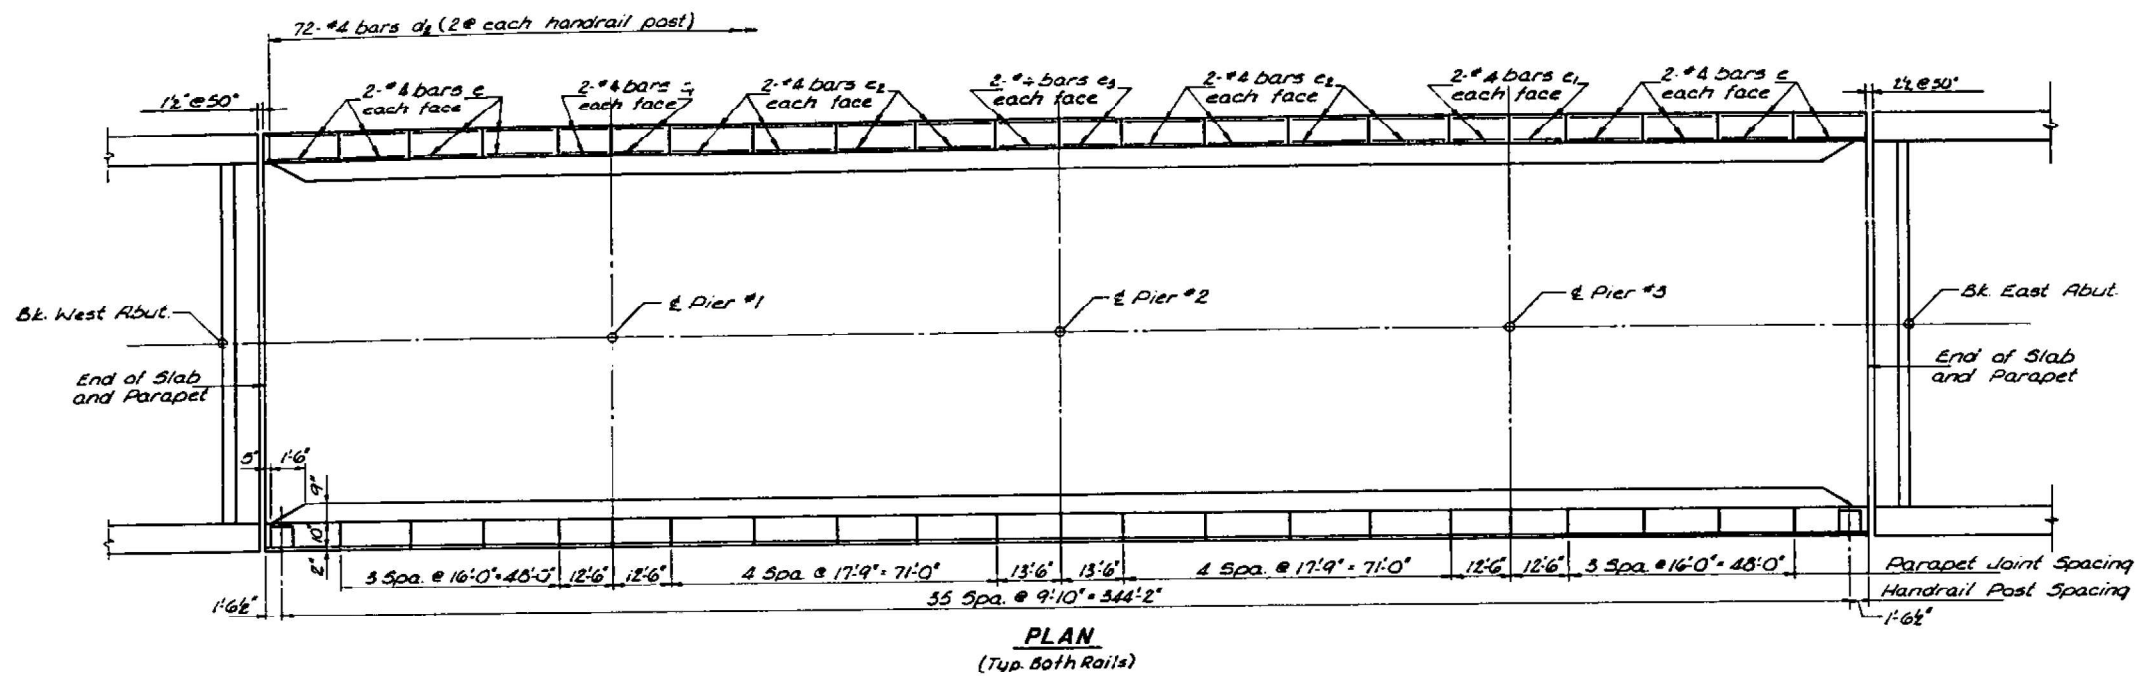 72-#4 bars d₂ (2@ each handrail post)
2-#4 bars e
each face
2-#4 bars
each face
2-#4 bars e₂
each face
2-#4 bars e₃
each face
2-#4 bars e₂
each face
2-#4 bars e₁
each face
2-#4 bars e
each face
1½" @ 50°
@ 50°
℄ Pier #1
℄ Pier #2
℄ Pier #3
Bk. West Abut.
Bk. East Abut.
End of Slab
and Parapet
End of Slab
and Parapet
5"
1'-6"
9"
10"
2"
3 Spa. @ 16'-0" = 48'-0"
12'-6"
12'-6"
4 Spa @ 17'-9" = 71'-0"
13'-6"
13'-6"
4 Spa. @ 17'-9" = 71'-0"
12'-6"
12'-6"
3 Spa @ 16'-0" = 48'-0"
Parapet Joint Spacing
1'-6½"
35 Spa. @ 9'-10" = 344'-2"
Handrail Post Spacing
1'-6½"
PLAN
(Typ. Both Rails)